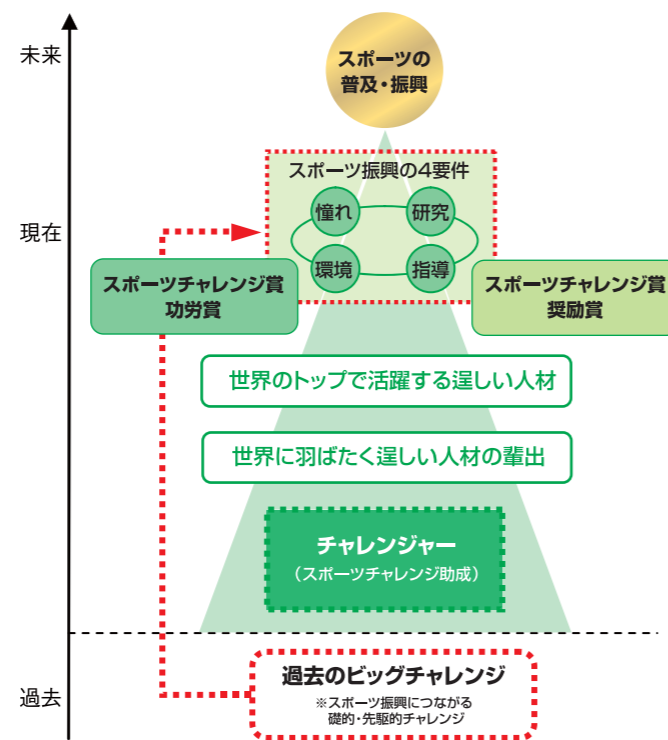 未来
スポーツの
普及・振興
スポーツ振興の4要件
現在
憧れ
研究
環境
指導
スポーツチャレンジ賞
功労賞
スポーツチャレンジ賞
奨励賞
世界のトップで活躍する逞しい人材
世界に羽ばたく逞しい人材の輩出
チャレンジャー
(スポーツチャレンジ助成)
過去のビッグチャレンジ
過去
※スポーツ振興につながる
礎的・先駆的チャレンジ